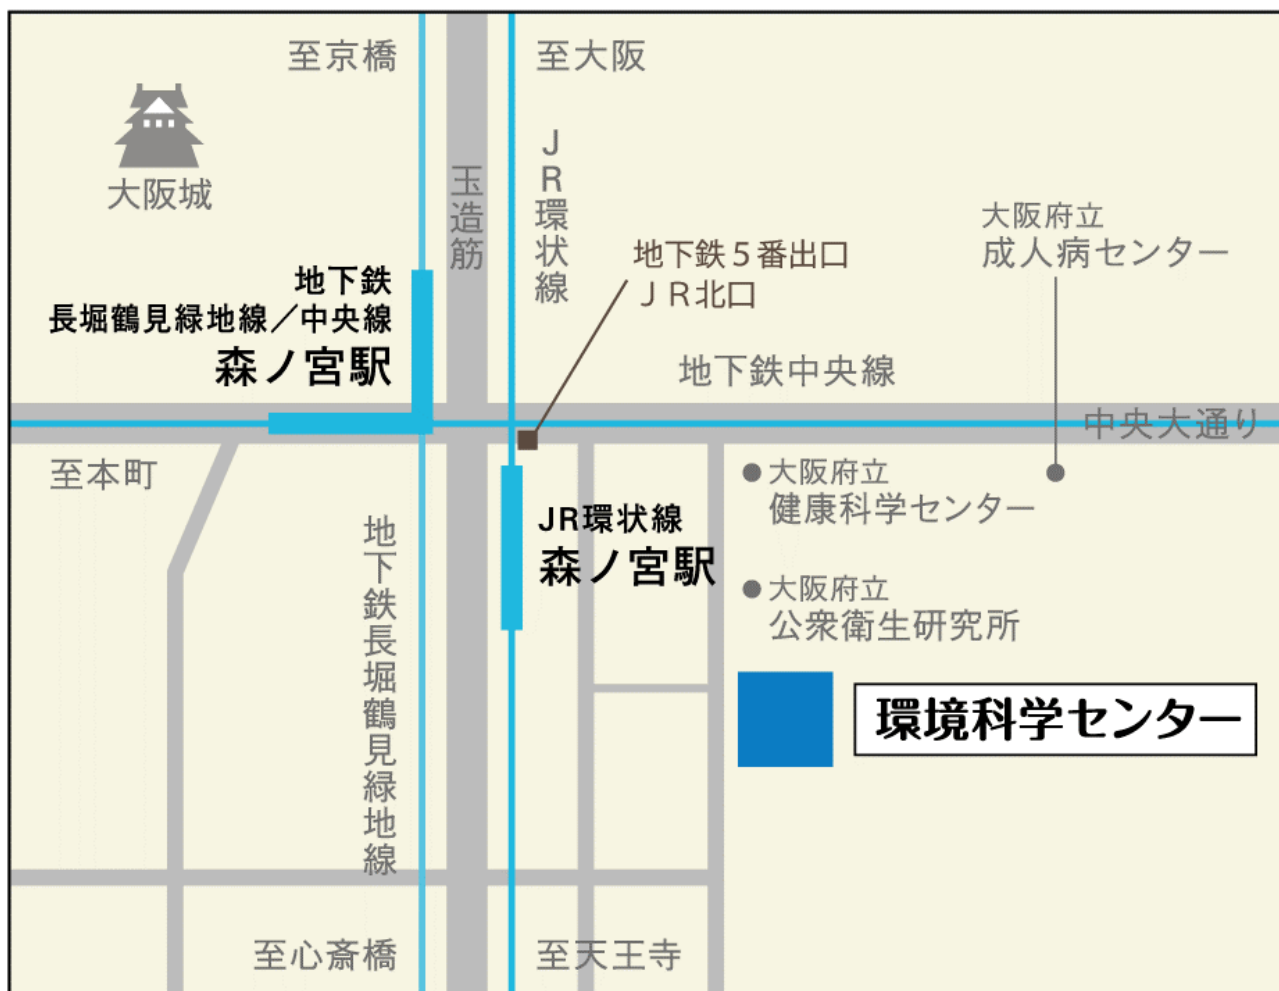 至京橋
至大阪
大阪城
玉造筋
JR環状線
大阪府立
成人病センター
地下鉄5番出口
JR北口
地下鉄
長堀鶴見緑地線／中央線
森ノ宮駅
地下鉄中央線
中央大通り
至本町
大阪府立
健康科学センター
JR環状線
森ノ宮駅
地下鉄長堀鶴見緑地線
大阪府立
公衆衛生研究所
環境科学センター
至心斎橋
至天王寺